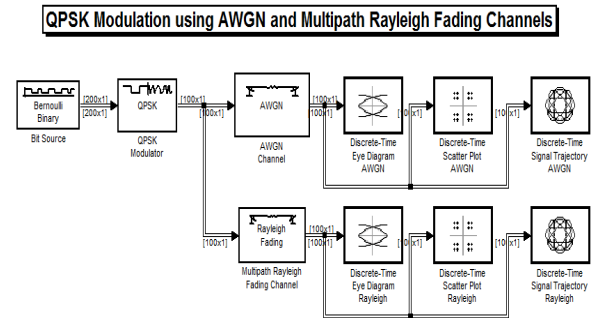 QPSK Modulation using AWGN and Multipath Rayleigh Fading Channels
Bernoulli
Binary
Bit Source
[200x1]
[200x1]
QPSK
QPSK
Modulator
[100x1]
[100x1]
AWGN
AWGN
Channel
[100x1]
100x1]
Discrete-Time
Eye Diagram
AWGN
[100x1]
Discrete-Time
Scatter Plot
AWGN
[10 x1]
Discrete-Time
Signal Trajectory
AWGN
[100x1]
Rayleigh
Fading
Multipath Rayleigh
Fading Channel
[100x1]
[100x1]
Discrete-Time
Eye Diagram
Rayleigh
Discrete-Time
Scatter Plot
Rayleigh
Discrete-Time
Signal Trajectory
Rayleigh